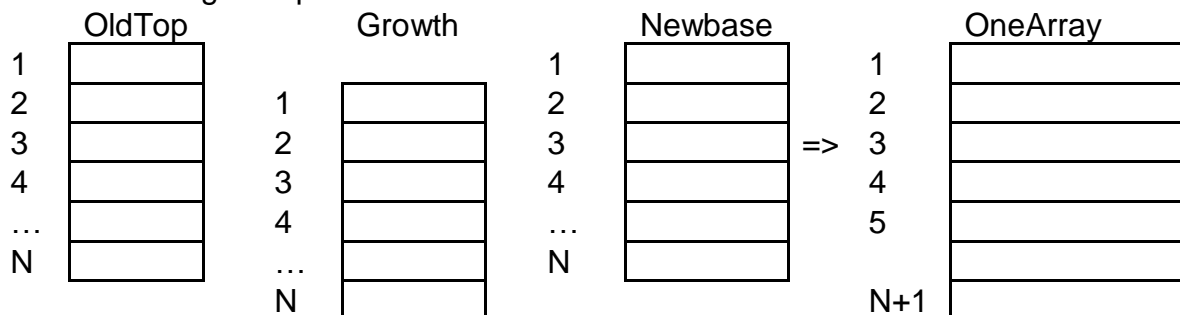 OldTop Growth Newbase OneArray
1 1 1
2 1 2 2
3 2 3 => 3
4 3 4 4
… 4 … 5
N … N
N N+1